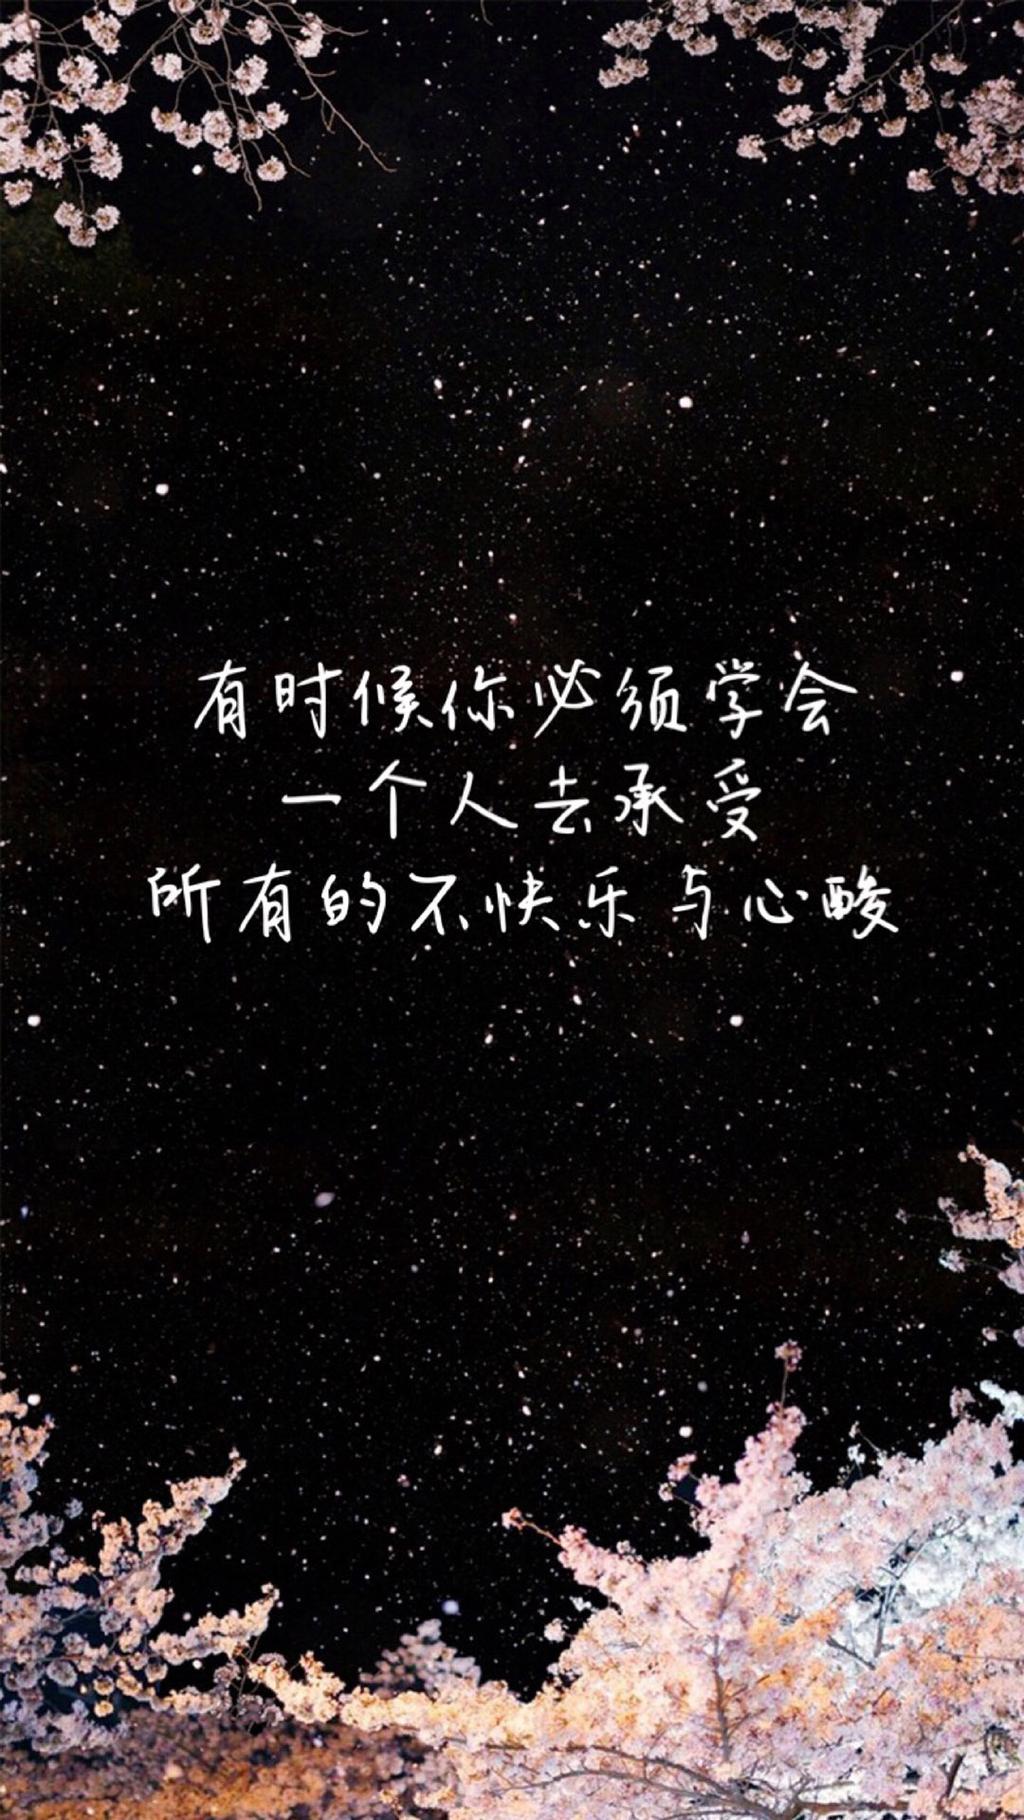 有时候你必须学会
一个人去承受
所有的不快乐与心酸